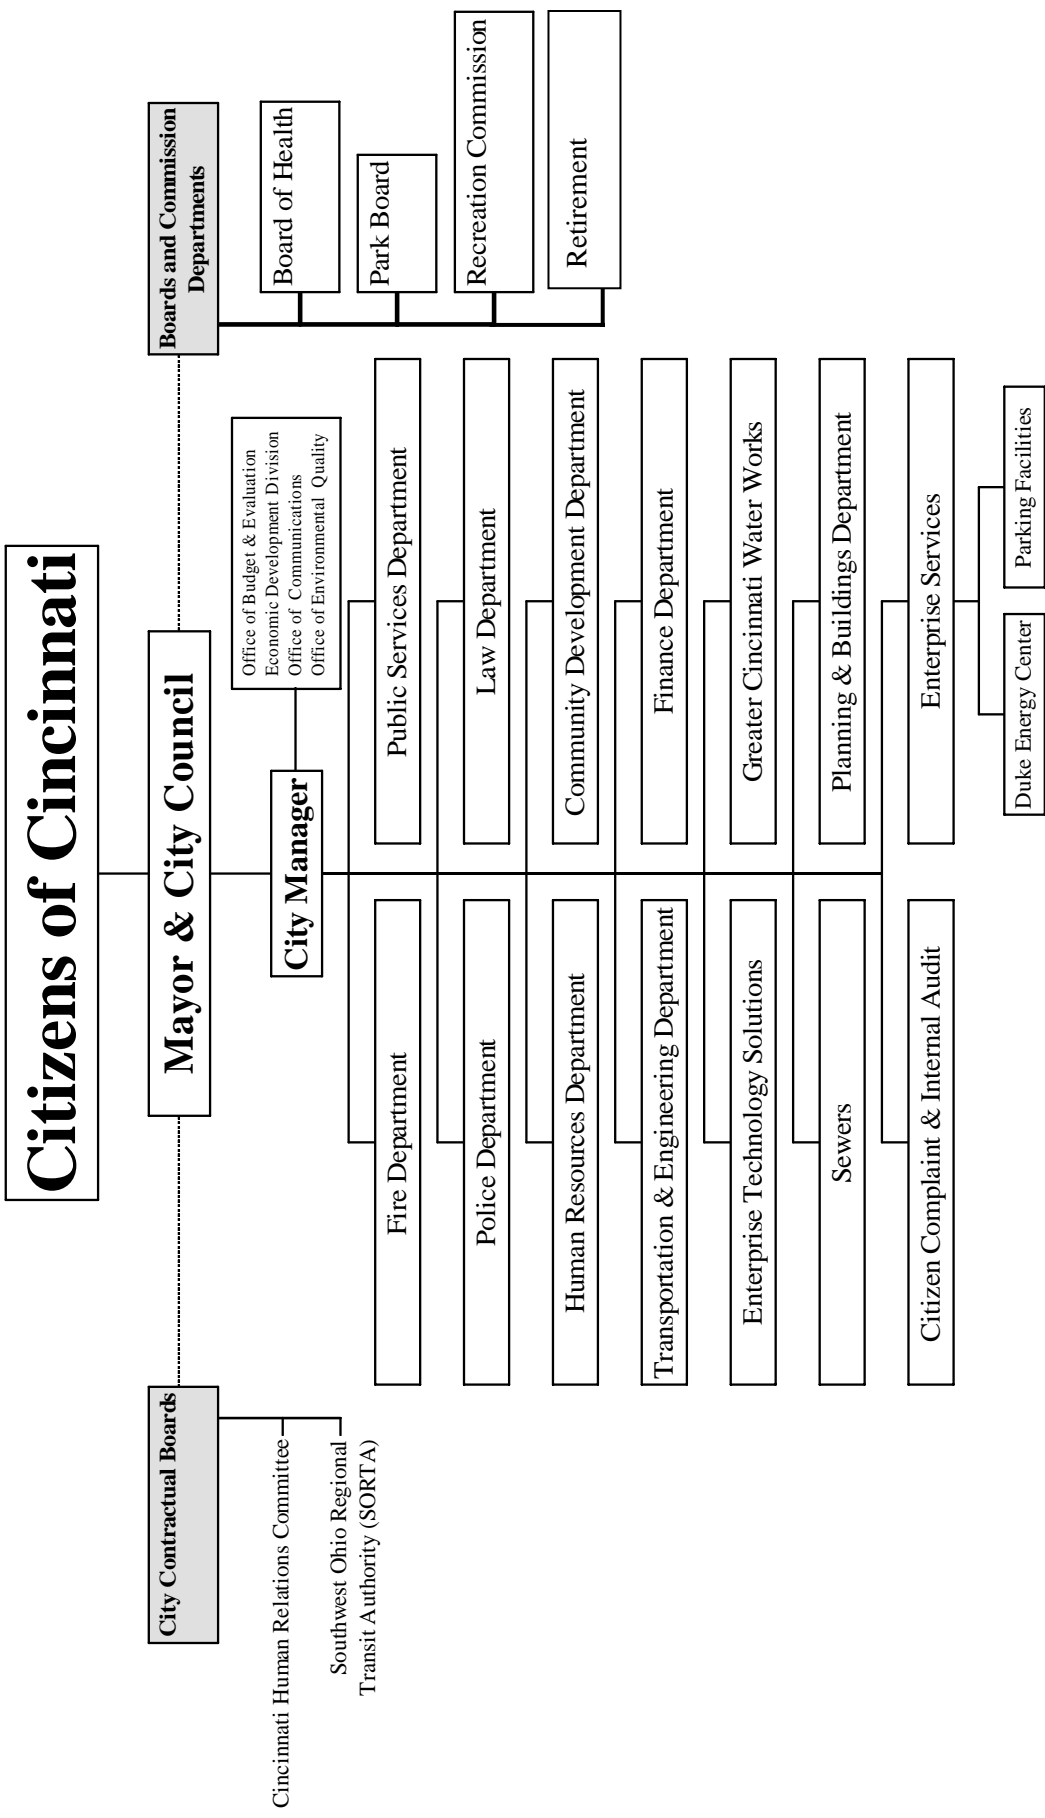 Citizens of Cincinnati
City Contractual Boards
Mayor & City Council
Boards and Commission
Departments
Cincinnati Human Relations Committee
Southwest Ohio Regional
Transit Authority (SORTA)
City Manager
Office of Budget & Evaluation
Economic Development Division
Office of Communications
Office of Environmental Quality
Board of Health
Park Board
Recreation Commission
Retirement
Fire Department
Public Services Department
Police Department
Law Department
Human Resources Department
Community Development Department
Transportation & Engineering Department
Finance Department
Enterprise Technology Solutions
Greater Cincinnati Water Works
Sewers
Planning & Buildings Department
Citizen Complaint & Internal Audit
Enterprise Services
Duke Energy Center
Parking Facilities